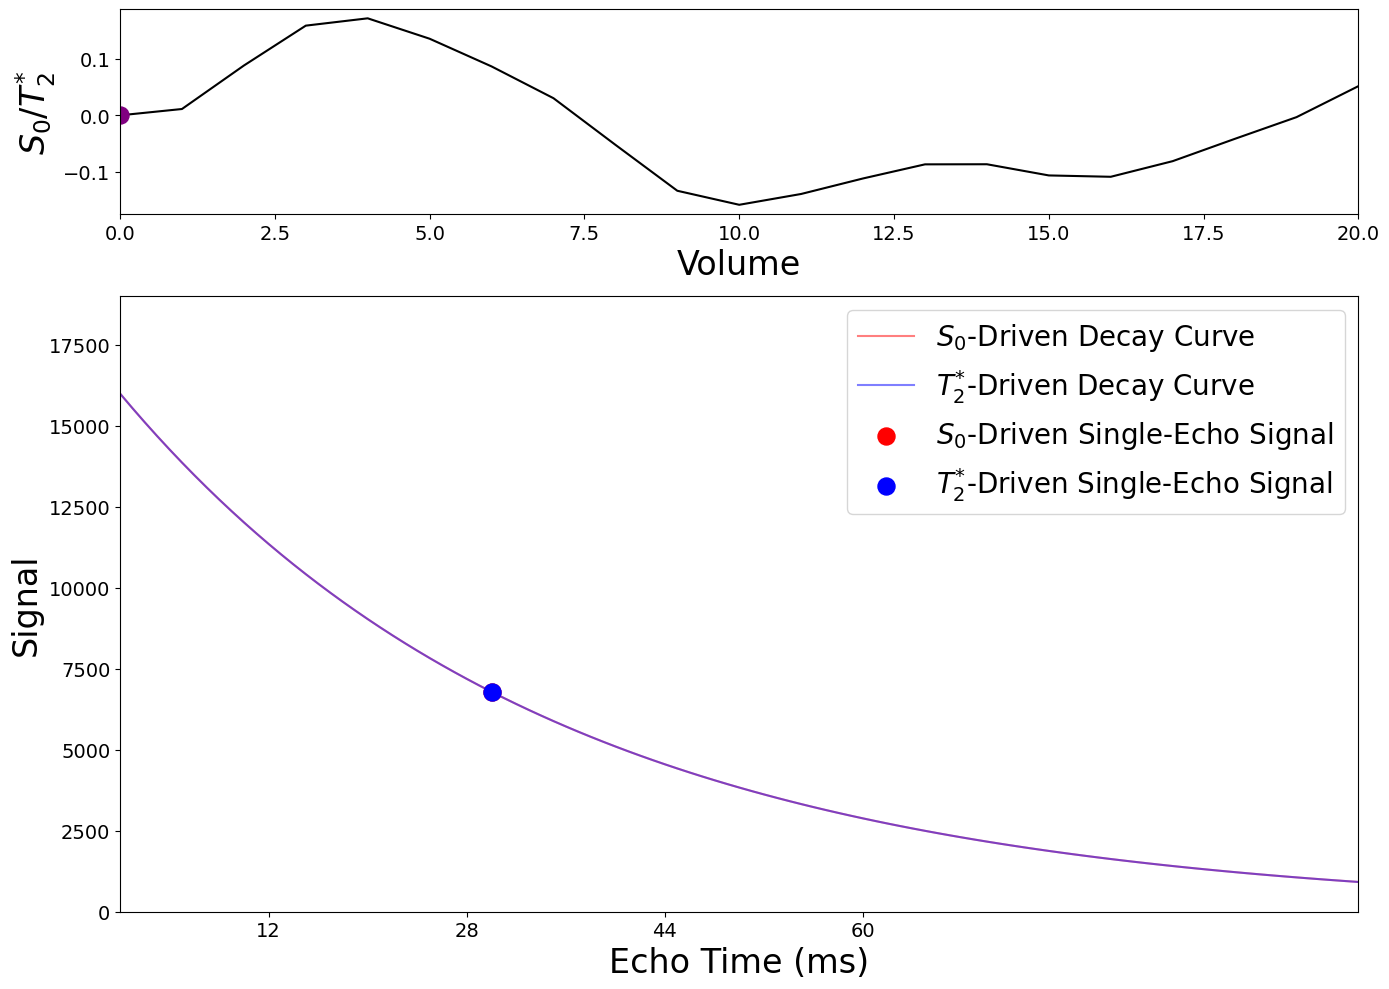 S₀/T₂*
0.1
0.0
−0.1
0.0 2.5 5.0 7.5 10.0 12.5 15.0 17.5 20.0
Volume
Signal
17500
15000
12500
10000
7500
5000
2500
0
S₀-Driven Decay Curve
T₂*-Driven Decay Curve
S₀-Driven Single-Echo Signal
T₂*-Driven Single-Echo Signal
12 28 44 60
Echo Time (ms)